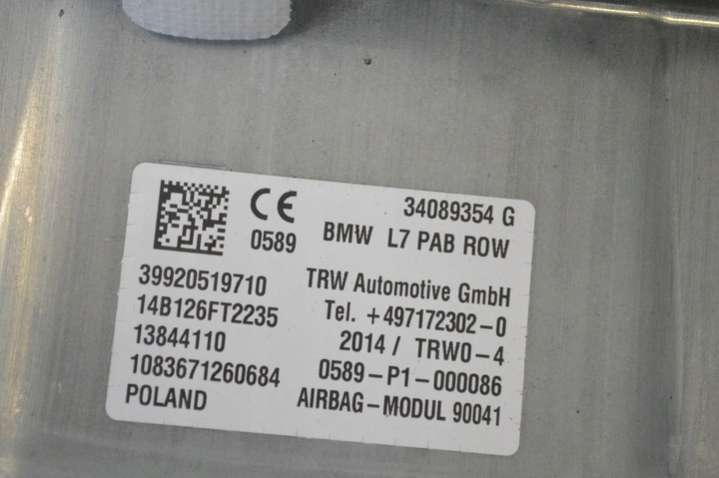 CE 34089354 G
0589 BMW L7 PAB ROW
39920519710 TRW Automotive GmbH
14B126FT2235 Tel. +497172302-0
13844110 2014 / TRW0-4
1083671260684 0589-P1-000086
POLAND AIRBAG-MODUL 90041